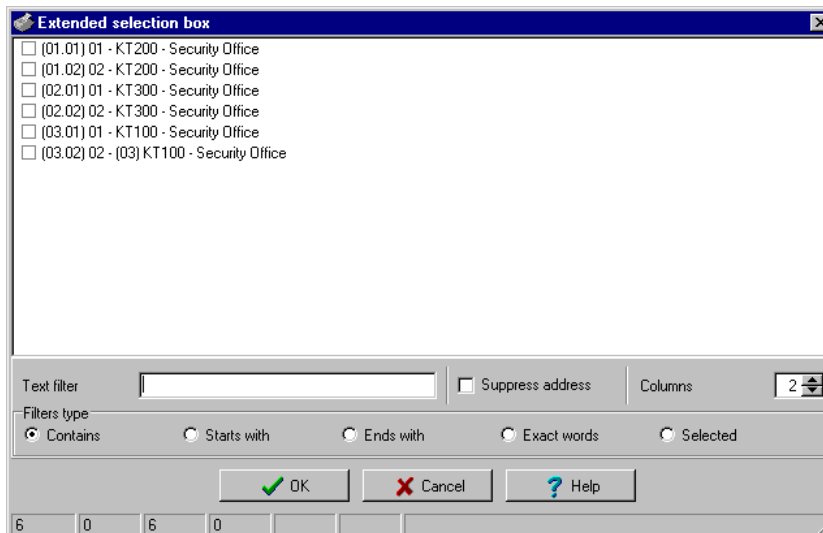 Extended selection box
(01.01) 01 - KT200 - Security Office
(01.02) 02 - KT200 - Security Office
(02.01) 01 - KT300 - Security Office
(02.02) 02 - KT300 - Security Office
(03.01) 01 - KT100 - Security Office
(03.02) 02 - (03) KT100 - Security Office
Text filter Suppress address Columns 2
Filters type
Contains Starts with Ends with Exact words Selected
OK Cancel Help
6 0 6 0